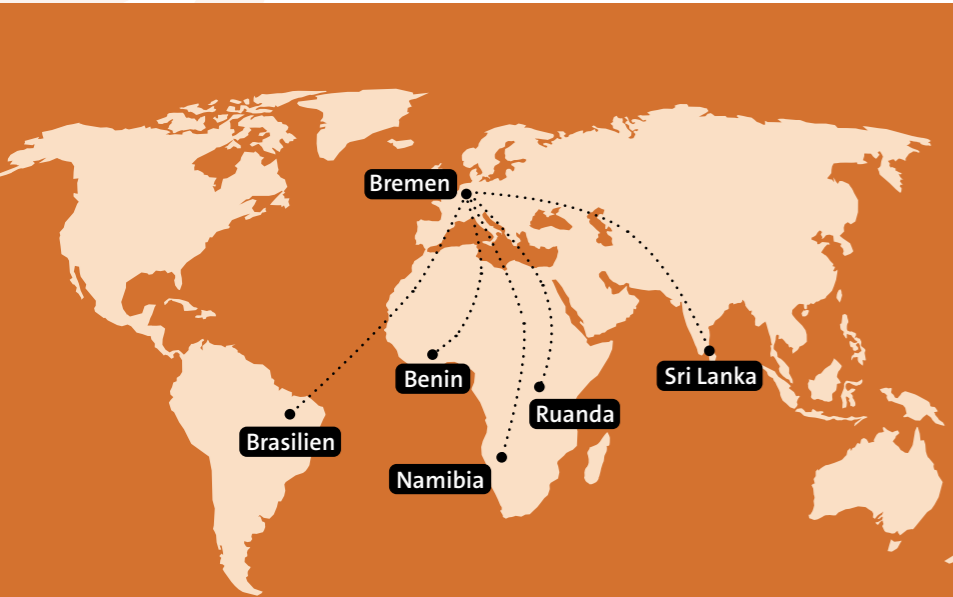 Bremen
Benin
Sri Lanka
Ruanda
Brasilien
Namibia